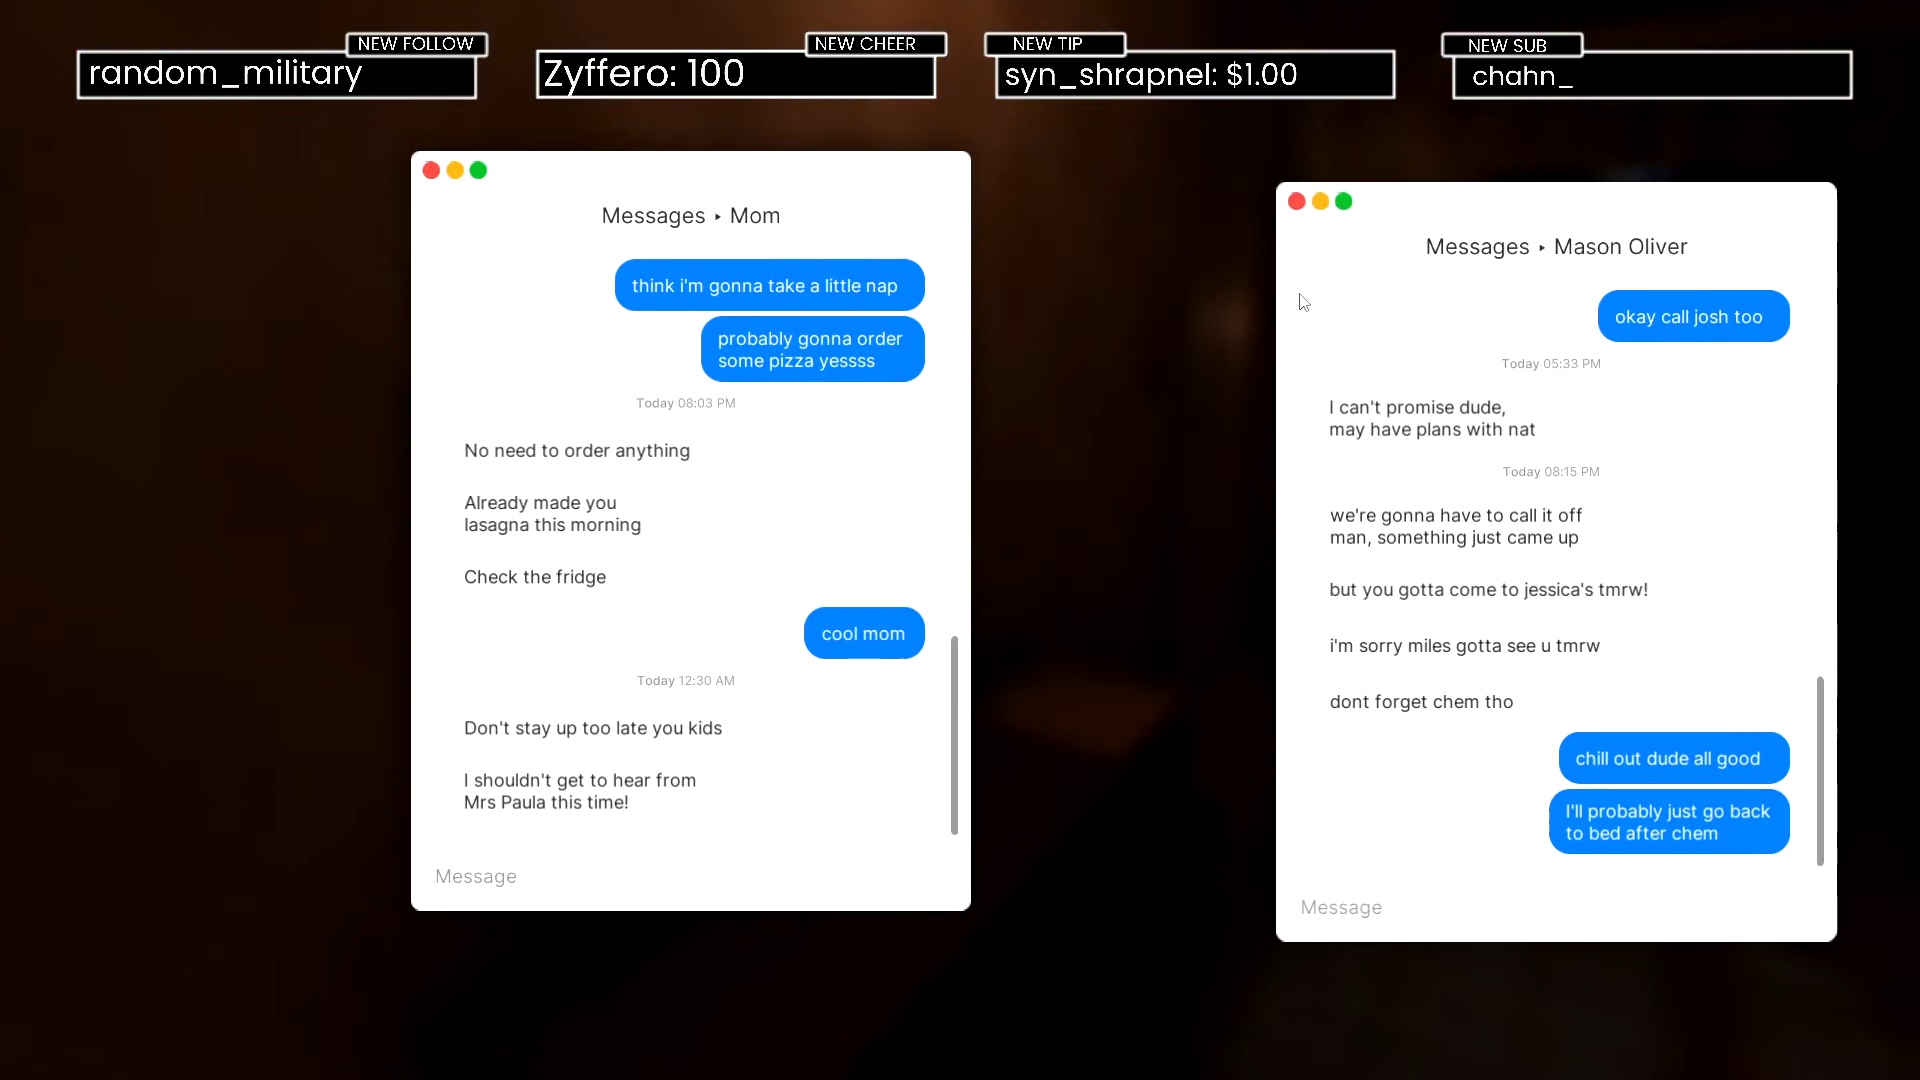 NEW FOLLOW
random_military
NEW CHEER
Zyffero: 100
NEW TIP
syn_shrapnel: $1.00
NEW SUB
chahn_
Messages ‣ Mom
think i'm gonna take a little nap
probably gonna order
some pizza yessss
Today 08:03 PM
No need to order anything
Already made you
lasagna this morning
Check the fridge
cool mom
Today 12:30 AM
Don't stay up too late you kids
I shouldn't get to hear from
Mrs Paula this time!
Message
Messages ‣ Mason Oliver
okay call josh too
Today 05:33 PM
I can't promise dude,
may have plans with nat
Today 08:15 PM
we're gonna have to call it off
man, something just came up
but you gotta come to jessica's tmrw!
i'm sorry miles gotta see u tmrw
dont forget chem tho
chill out dude all good
I'll probably just go back
to bed after chem
Message